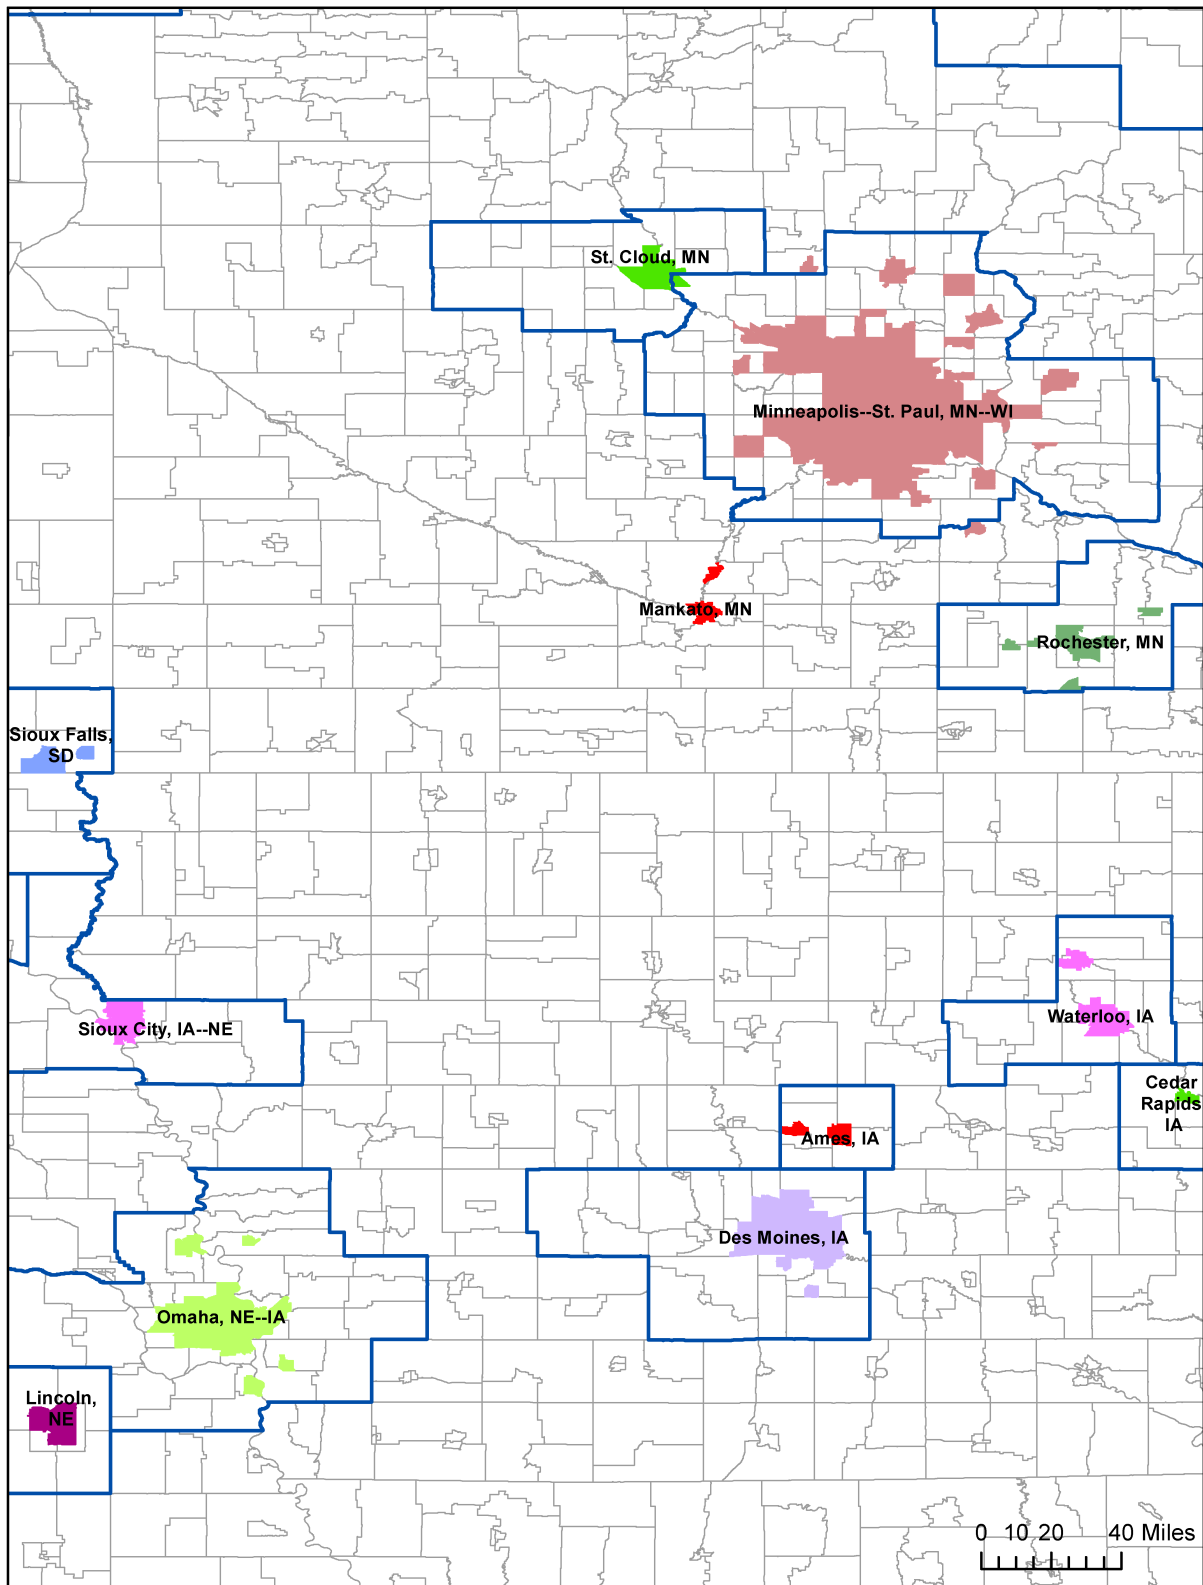 St. Cloud, MN
Minneapolis--St. Paul, MN--WI
Mankato, MN
Rochester, MN
Sioux Falls,
SD
Sioux City, IA--NE
Waterloo, IA
Cedar
Rapids
IA
Ames, IA
Des Moines, IA
Omaha, NE--IA
Lincoln,
NE
0 10 20 40 Miles